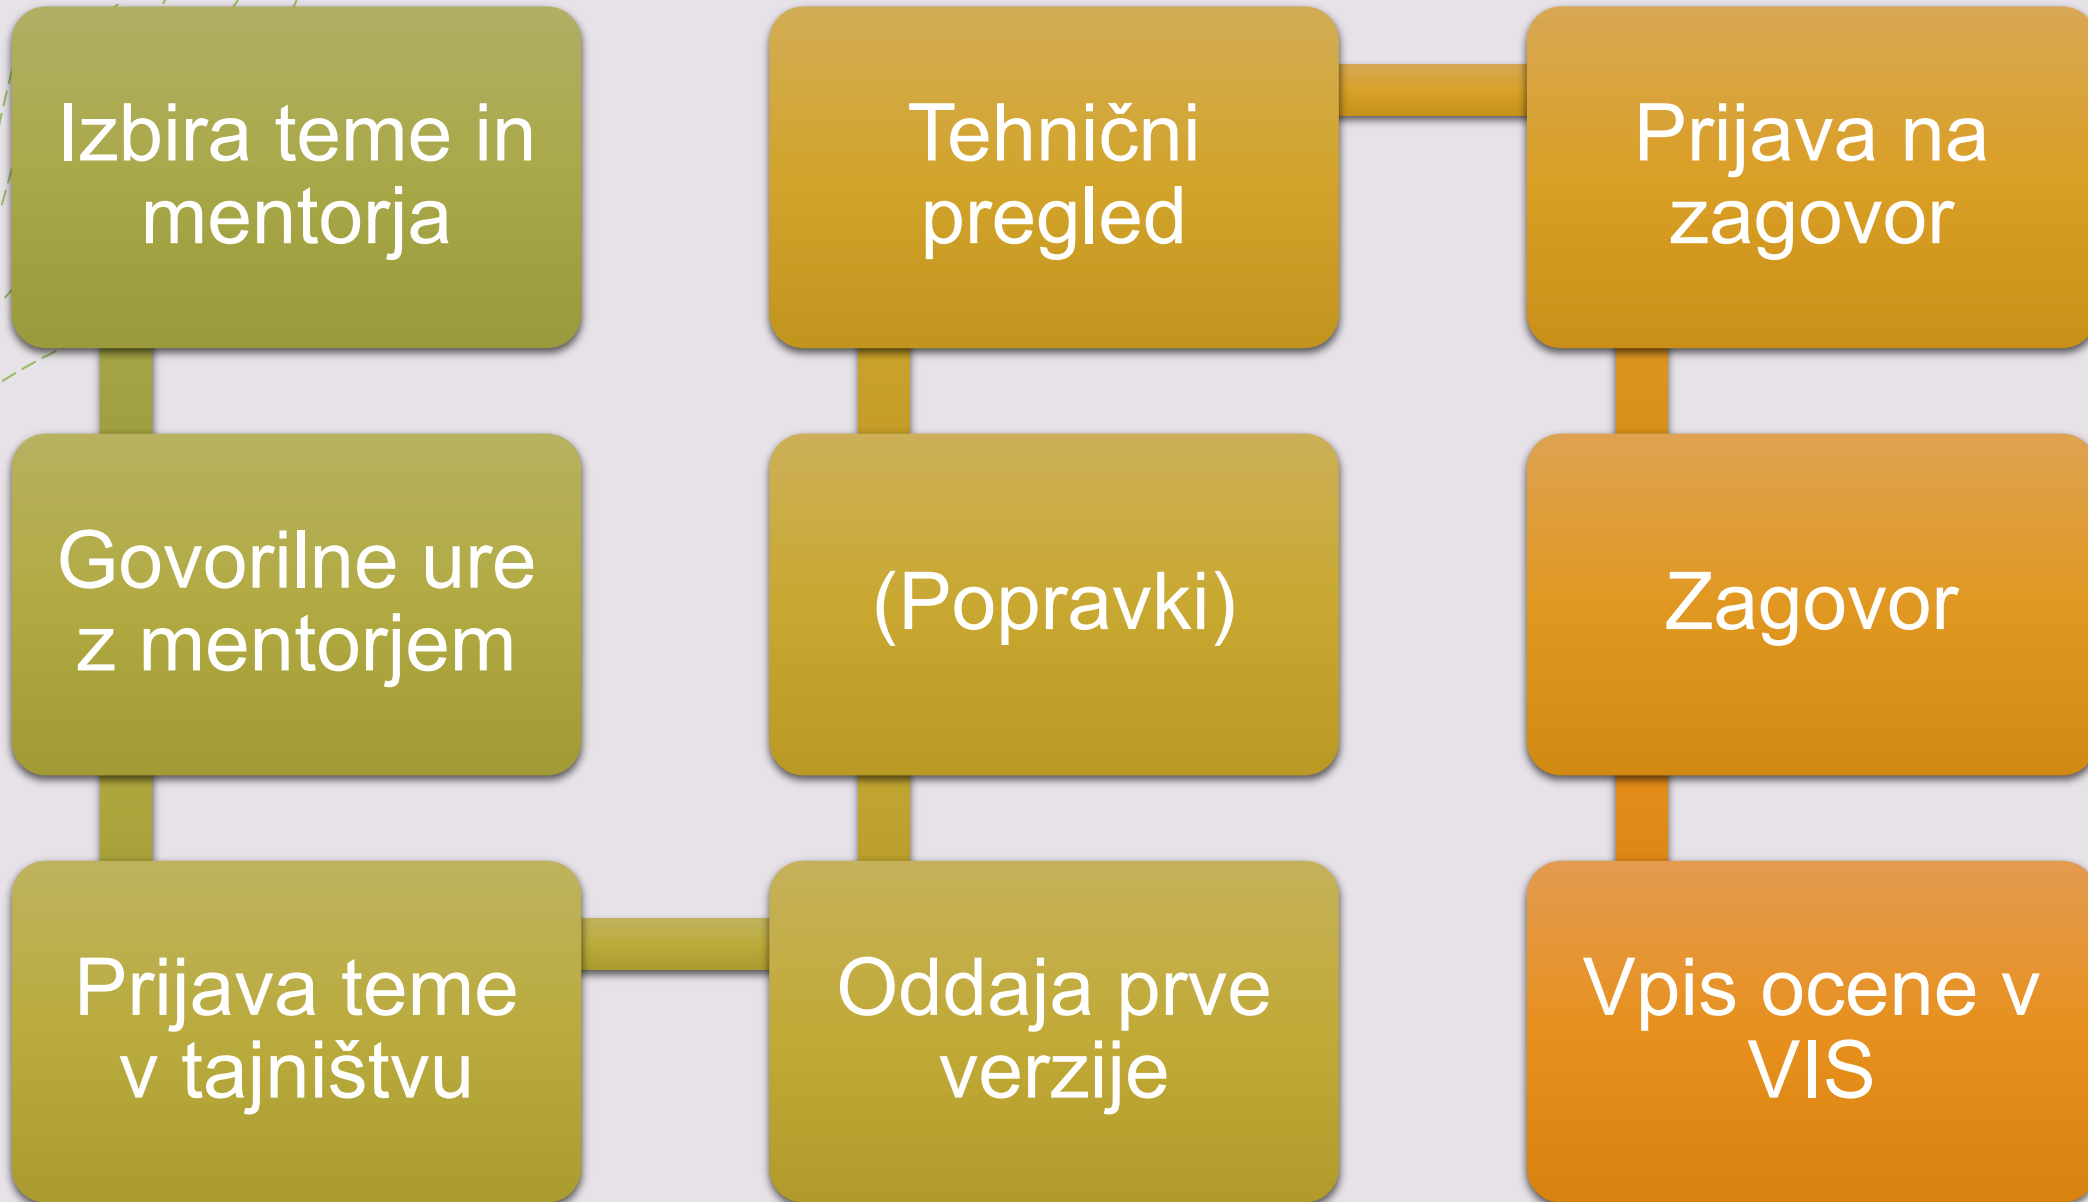 Izbira teme in
mentorja
Govorilne ure
z mentorjem
Prijava teme
v tajništvu
Oddaja prve
verzije
(Popravki)
Tehnični
pregled
Prijava na
zagovor
Zagovor
Vpis ocene v
VIS